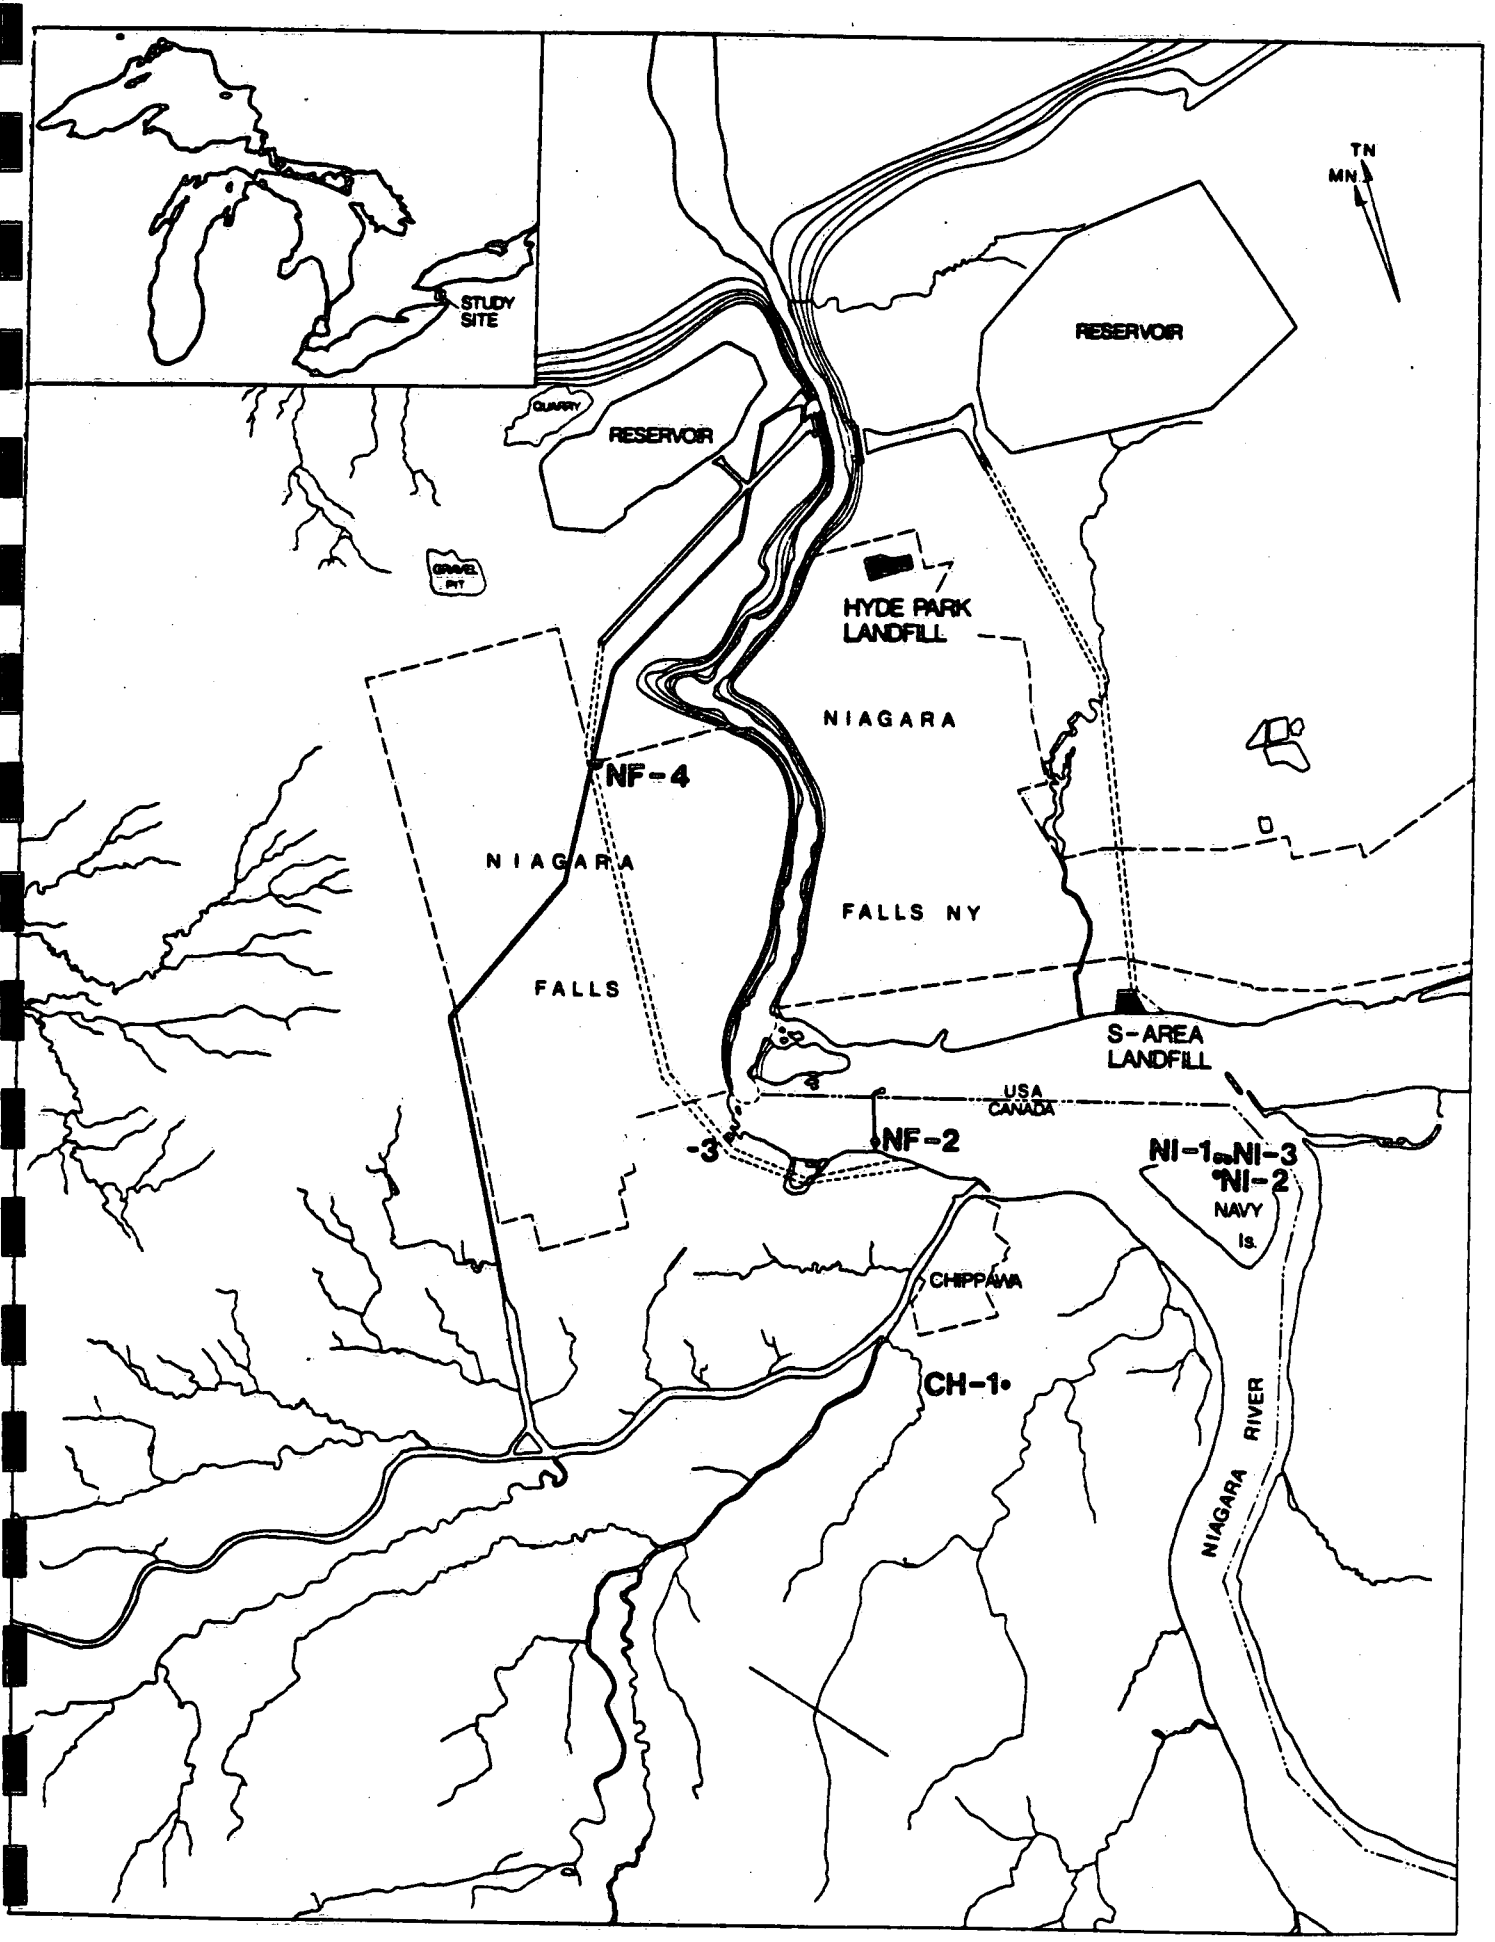 TN
MN
STUDY
SITE
RESERVOIR
QUARRY
RESERVOIR
GRAVEL
PIT
HYDE PARK
LANDFILL
NIAGARA
NF-4
NIAGARA
FALLS NY
FALLS
S-AREA
LANDFILL
USA
CANADA
-3
NF-2
NI-1 NI-3
NI-2
NAVY
Is.
CHIPPAWA
CH-1
NIAGARA RIVER